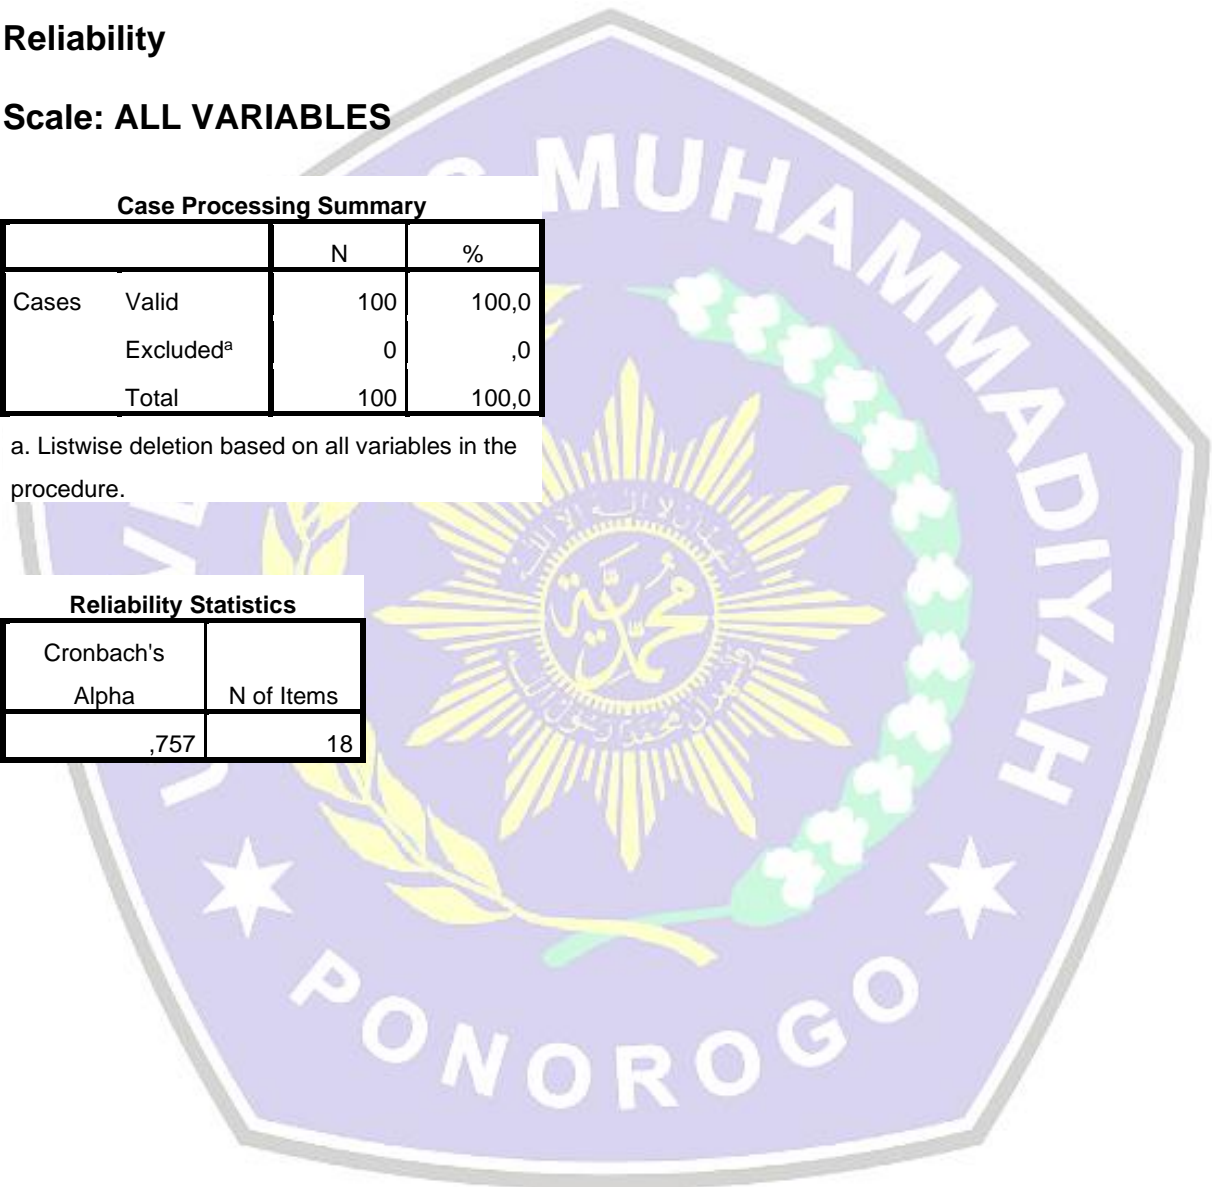 Reliability
Scale: ALL VARIABLES
Case Processing Summary
N %
Cases Valid 100 100,0
Excludedª 0 ,0
Total 100 100,0
a. Listwise deletion based on all variables in the
procedure.
Reliability Statistics
Cronbach's
Alpha N of Items
,757 18
MUHAMMADIYAH
PONOROGO
محمدية